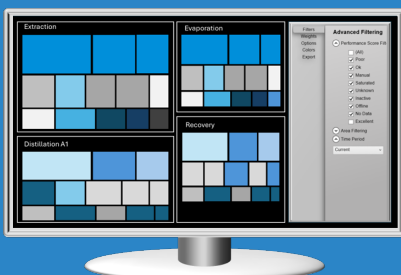 Extraction
Evaporation
Distillation A1
Recovery
Filters
Weights
Options
Colors
Expert
Advanced Filtering
Performance Score Filt
(All)
Poor
Ok
Manual
Saturated
Unknown
Inactive
Offline
No Data
Excellent
Area Filtering
Time Period
Current